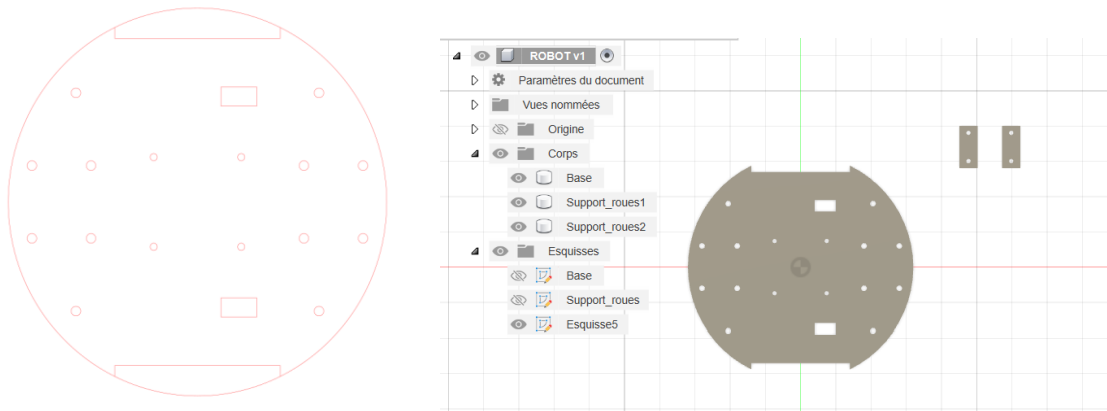 ROBOT v1
Paramètres du document
Vues nommées
Origine
Corps
Base
Support_roues1
Support_roues2
Esquisses
Base
Support_roues
Esquisse5